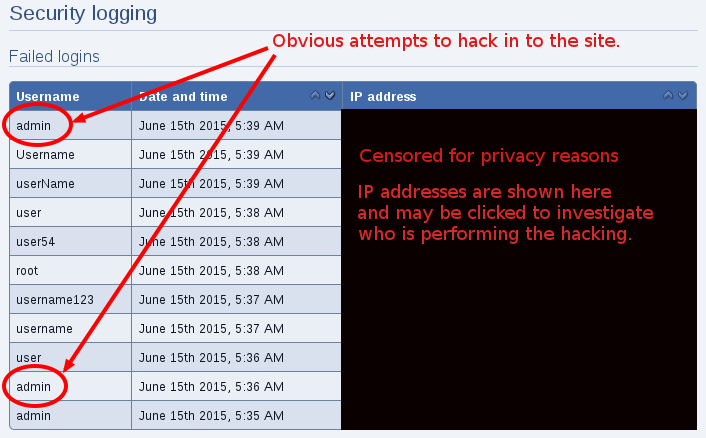 Security logging
Obvious attempts to hack in to the site.
Failed logins
Username Date and time IP address
admin June 15th 2015, 5:39 AM
Username June 15th 2015, 5:39 AM
userName June 15th 2015, 5:39 AM
user June 15th 2015, 5:38 AM
user54 June 15th 2015, 5:38 AM
root June 15th 2015, 5:38 AM
username123 June 15th 2015, 5:37 AM
username June 15th 2015, 5:37 AM
user June 15th 2015, 5:36 AM
admin June 15th 2015, 5:36 AM
admin June 15th 2015, 5:35 AM
Censored for privacy reasons
IP addresses are shown here
and may be clicked to investigate
who is performing the hacking.